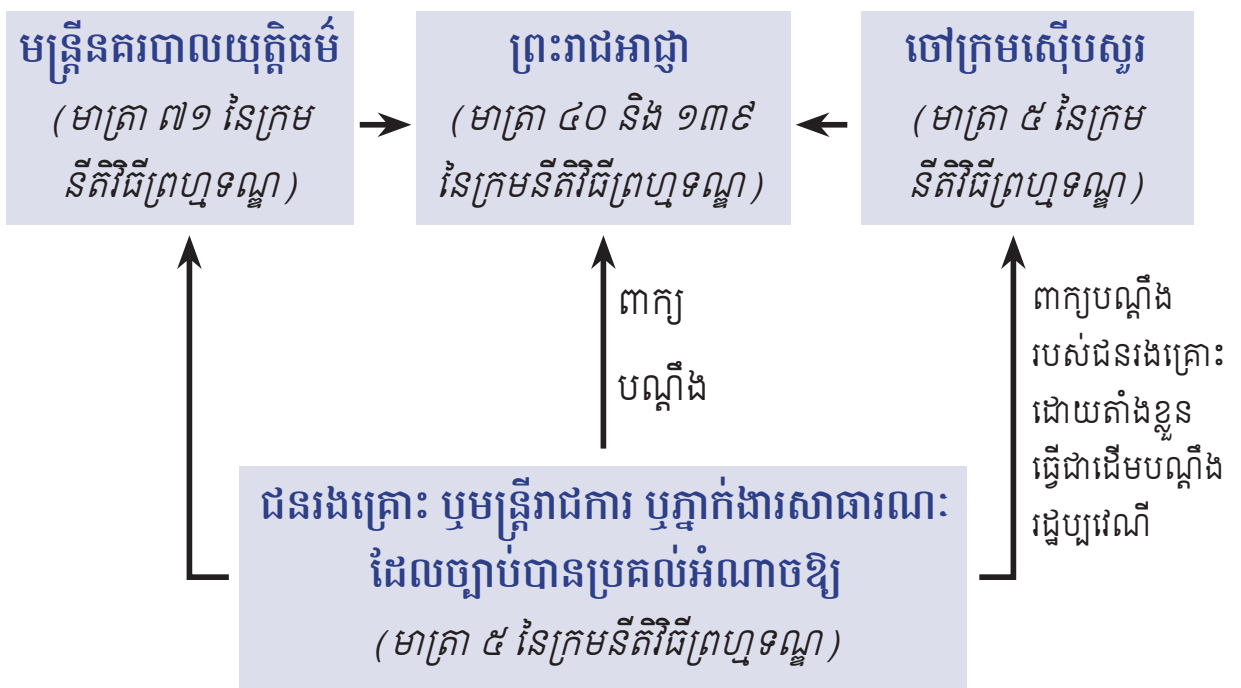 មន្ត្រីនគរបាលយុត្តិធម៌
(មាត្រា ៧១ នៃក្រម
នីតិវិធីព្រហ្មទណ្ឌ)
ព្រះរាជអាជ្ញា
(មាត្រា ៤០ និង ១៣៩
នៃក្រមនីតិវិធីព្រហ្មទណ្ឌ)
ចៅក្រមស៊ើបសួរ
(មាត្រា ៥ នៃក្រម
នីតិវិធីព្រហ្មទណ្ឌ)
ពាក្យ
បណ្តឹង
ពាក្យបណ្តឹង
របស់ជនរងគ្រោះ
ដោយតាំងខ្លួន
ធ្វើជាដើមបណ្តឹង
រដ្ឋប្បវេណី
ជនរងគ្រោះ ឬមន្ត្រីរាជការ ឬភ្នាក់ងារសាធារណៈ
ដែលច្បាប់បានប្រគល់អំណាចឱ្យ
(មាត្រា ៥ នៃក្រមនីតិវិធីព្រហ្មទណ្ឌ)